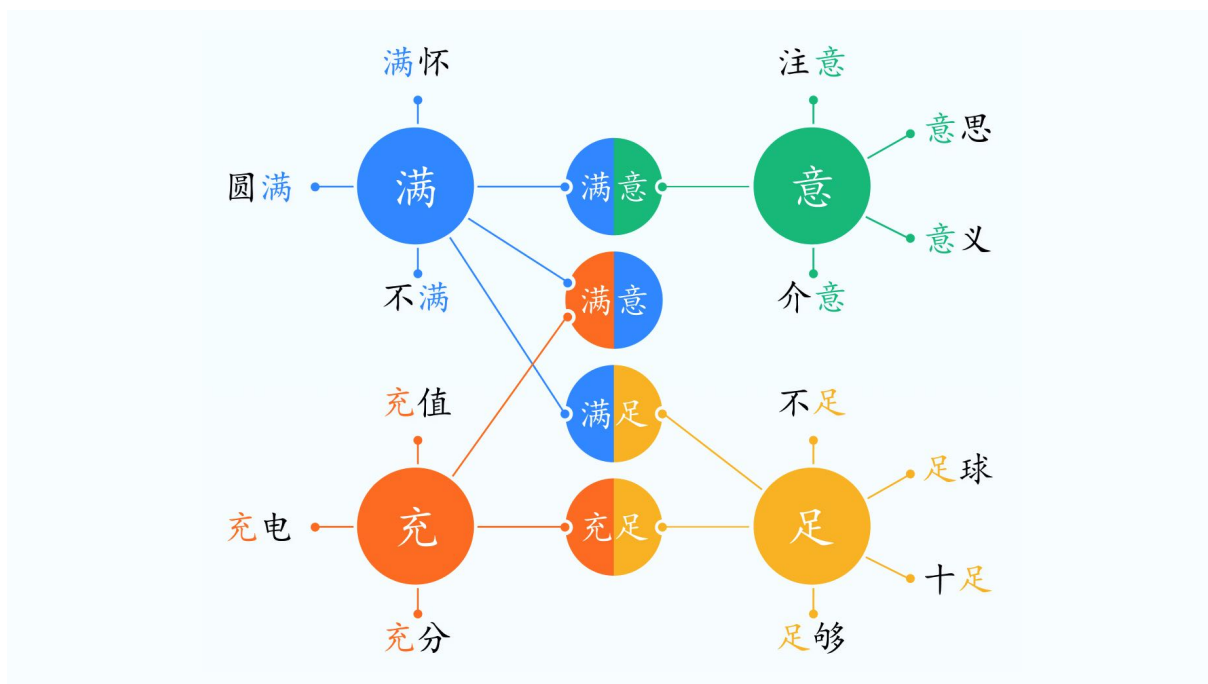 满怀
注意
意思
圆满
满
满意
意
意义
不满
满意
介意
充值
满足
不足
足球
充电
充
充足
足
十足
充分
足够